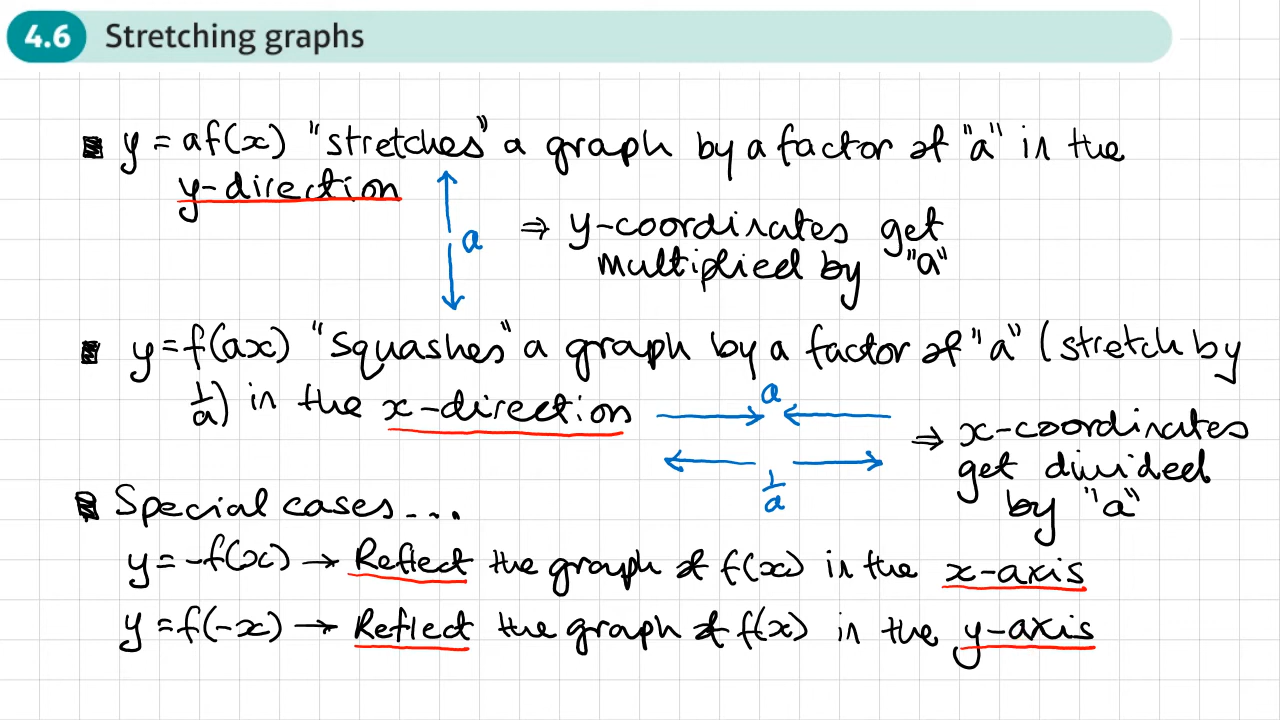 4.6 Stretching graphs
y = af(x) "stretches" a graph by a factor of "a" in the
y-direction
a
⇒ y-coordinates get
multiplied by "a"
y = f(ax) "squashes" a graph by a factor of "a" (stretch by
1/a) in the x-direction
a
1/a
⇒ x-coordinates
get divided
by "a"
Special cases...
y = -f(x) → Reflect the graph of f(x) in the x-axis
y = f(-x) → Reflect the graph of f(x) in the y-axis